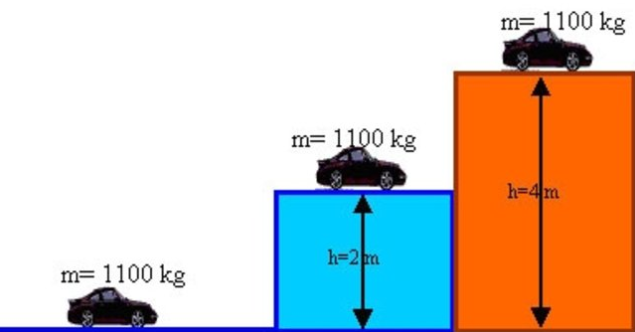 m= 1100 kg
m= 1100 kg
h=4 m
h=2 m
m= 1100 kg